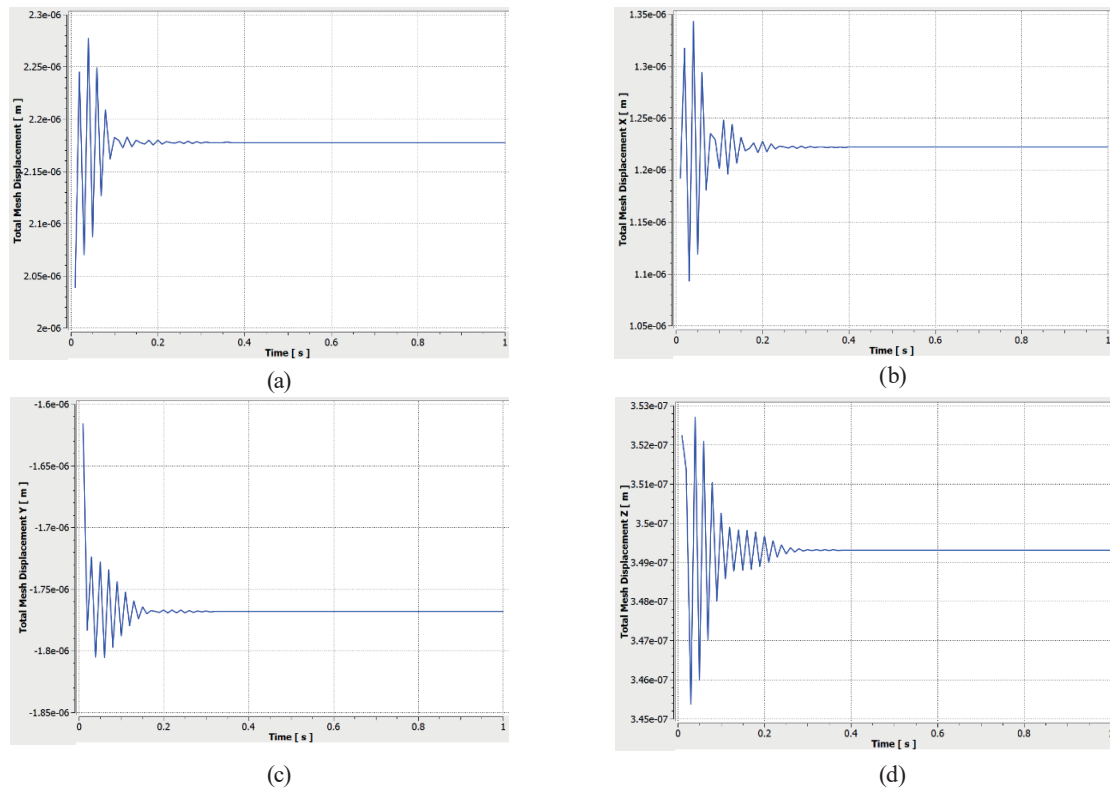 Total Mesh Displacement [ m ]
2.3e-06
2.25e-06
2.2e-06
2.15e-06
2.1e-06
2.05e-06
2e-06
0
0.2
0.4
0.6
0.8
1
Time [ s ]
(a)
Total Mesh Displacement X [ m ]
1.35e-06
1.3e-06
1.25e-06
1.2e-06
1.15e-06
1.1e-06
1.05e-06
0
0.2
0.4
0.6
0.8
1
Time [ s ]
(b)
Total Mesh Displacement Y [ m ]
-1.6e-06
-1.65e-06
-1.7e-06
-1.75e-06
-1.8e-06
-1.85e-06
0
0.2
0.4
0.6
0.8
1
Time [ s ]
(c)
Total Mesh Displacement Z [ m ]
3.53e-07
3.52e-07
3.51e-07
3.5e-07
3.49e-07
3.48e-07
3.47e-07
3.46e-07
3.45e-07
0
0.2
0.4
0.6
0.8
1
Time [ s ]
(d)